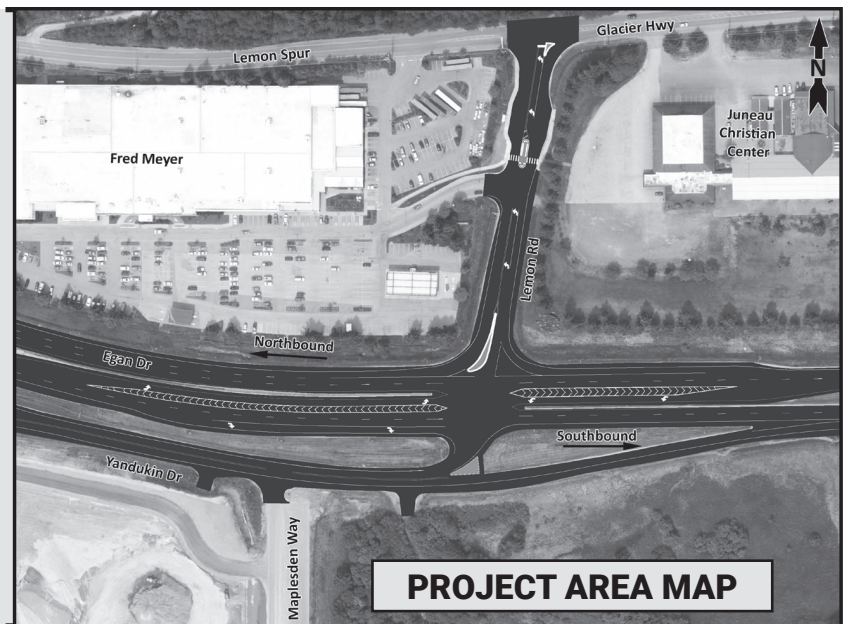 Glacier Hwy
Lemon Spur
N
Juneau
Christian
Center
Fred Meyer
Lemon Rd
Northbound
Egan Dr
Southbound
Yandukin Dr
Maplesden Way
PROJECT AREA MAP